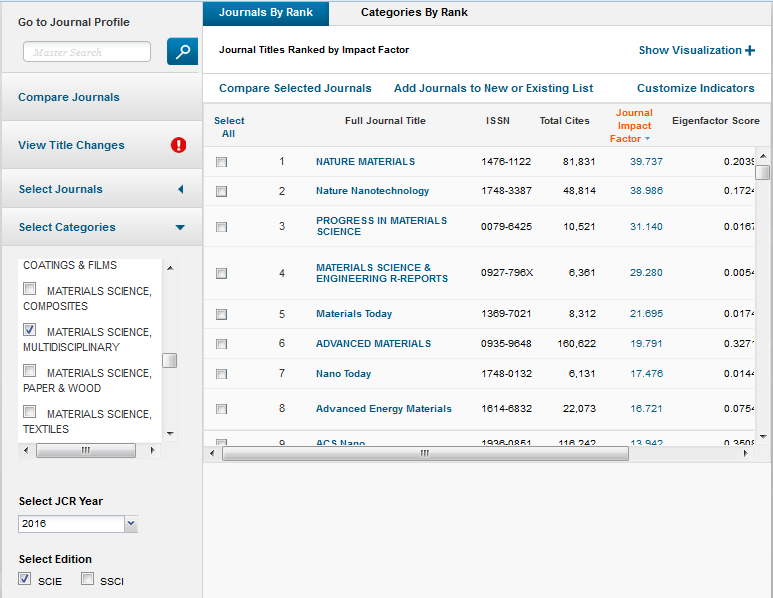 Go to Journal Profile
Master Search
Compare Journals
View Title Changes
Select Journals
Select Categories
COATINGS & FILMS
MATERIALS SCIENCE,
COMPOSITES
MATERIALS SCIENCE,
MULTIDISCIPLINARY
MATERIALS SCIENCE,
PAPER & WOOD
MATERIALS SCIENCE,
TEXTILES
Select JCR Year
2016
Select Edition
SCIE SSCI
Journals By Rank Categories By Rank
Journal Titles Ranked by Impact Factor Show Visualization +
Compare Selected Journals Add Journals to New or Existing List Customize Indicators
Select
All
Full Journal Title ISSN Total Cites
Journal
Impact
Factor
Eigenfactor Score
1 NATURE MATERIALS 1476-1122 81,831 39.737 0.2039
2 Nature Nanotechnology 1748-3387 48,814 38.986 0.1724
3 PROGRESS IN MATERIALS
SCIENCE 0079-6425 10,521 31.140 0.0167
4 MATERIALS SCIENCE &
ENGINEERING R-REPORTS 0927-796X 6,361 29.280 0.0054
5 Materials Today 1369-7021 8,312 21.695 0.0174
6 ADVANCED MATERIALS 0935-9648 160,622 19.791 0.3271
7 Nano Today 1748-0132 6,131 17.476 0.0144
8 Advanced Energy Materials 1614-6832 22,073 16.721 0.0754
9 ACS Nano 1936-0851 116,242 13.942 0.3508